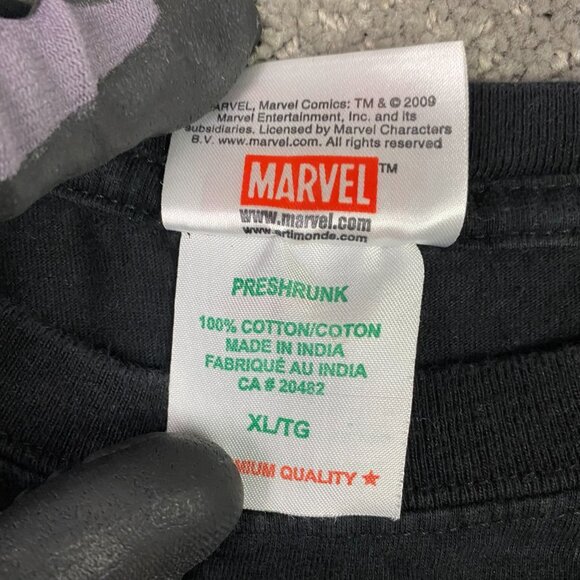 ARVEL, Marvel Comics: TM & © 2009
Marvel Entertainment, Inc. and its
subsidiaries. Licensed by Marvel Characters
B.V. www.marvel.com. All rights reserved
MARVEL™
www.marvel.com
www.artimonde.com
PRESHRUNK
100% COTTON/COTON
MADE IN INDIA
FABRIQUÉ AU INDIA
CA # 20482
XL/TG
MIUM QUALITY ★